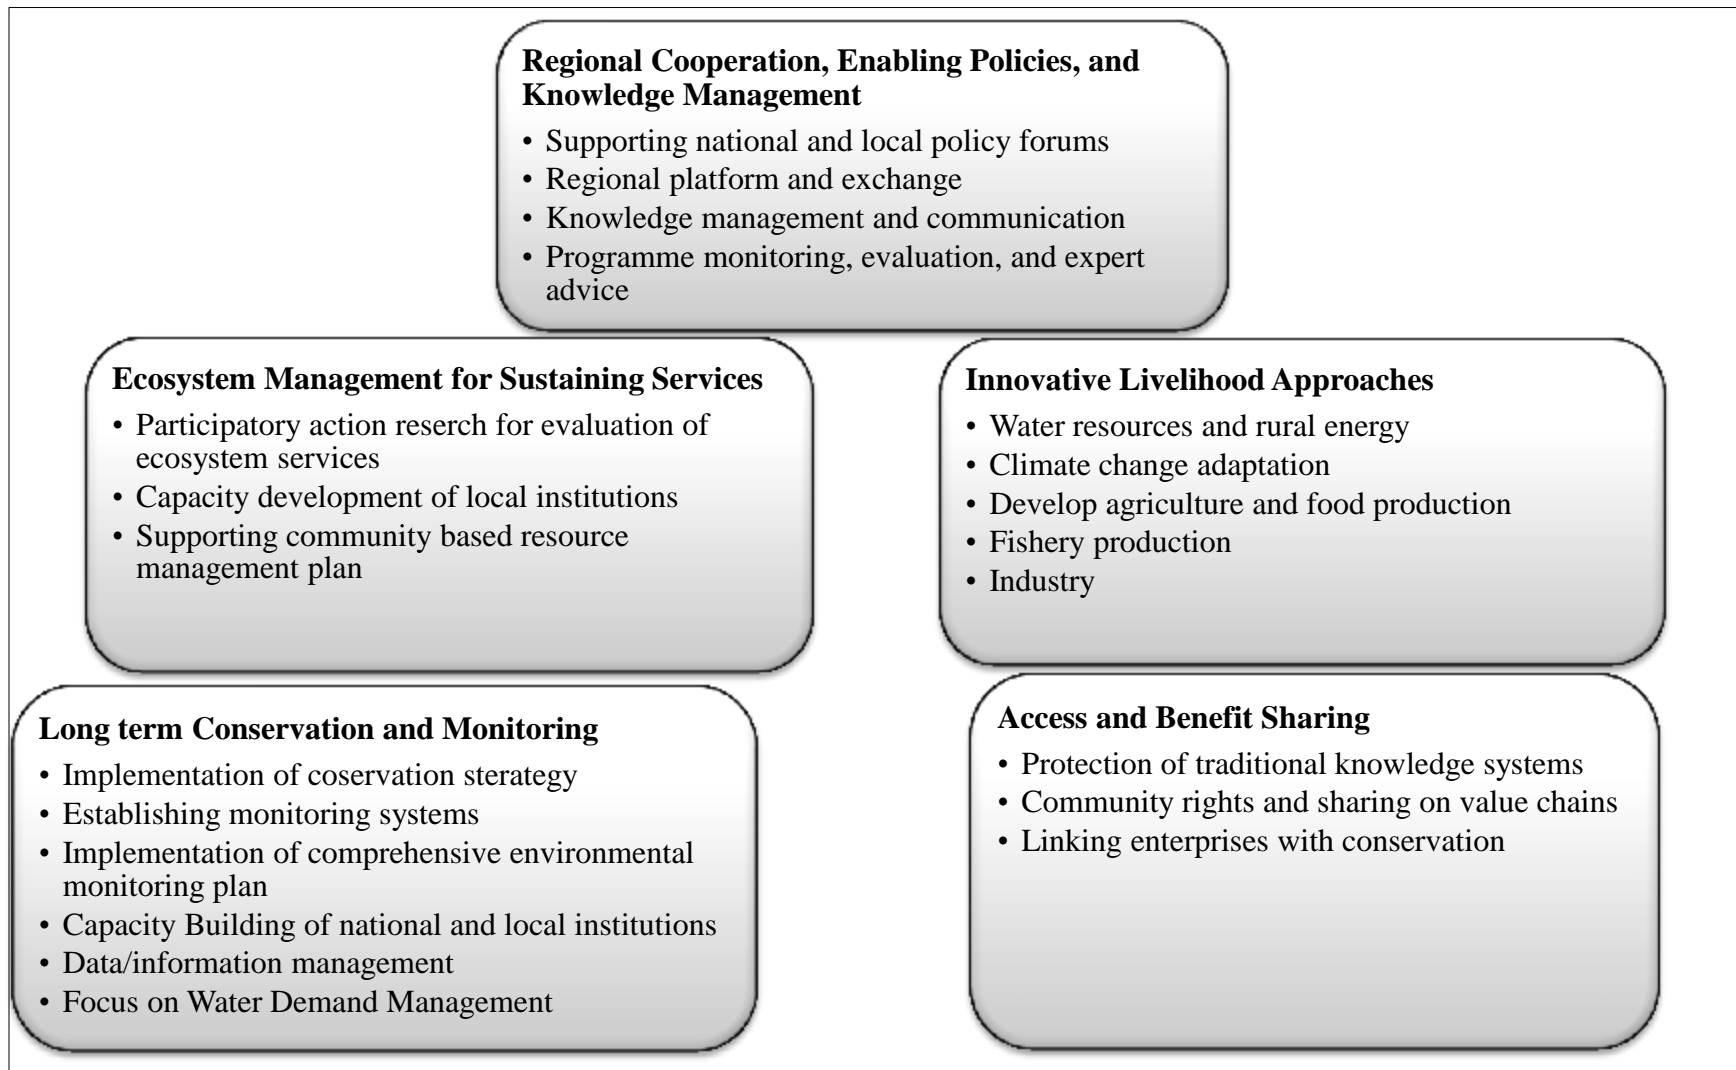 Regional Cooperation, Enabling Policies, and
Knowledge Management
• Supporting national and local policy forums
• Regional platform and exchange
• Knowledge management and communication
• Programme monitoring, evaluation, and expert
advice
Ecosystem Management for Sustaining Services
• Participatory action reserch for evaluation of
ecosystem services
• Capacity development of local institutions
• Supporting community based resource
management plan
Innovative Livelihood Approaches
• Water resources and rural energy
• Climate change adaptation
• Develop agriculture and food production
• Fishery production
• Industry
Long term Conservation and Monitoring
• Implementation of coservation sterategy
• Establishing monitoring systems
• Implementation of comprehensive environmental
monitoring plan
• Capacity Building of national and local institutions
• Data/information management
• Focus on Water Demand Management
Access and Benefit Sharing
• Protection of traditional knowledge systems
• Community rights and sharing on value chains
• Linking enterprises with conservation